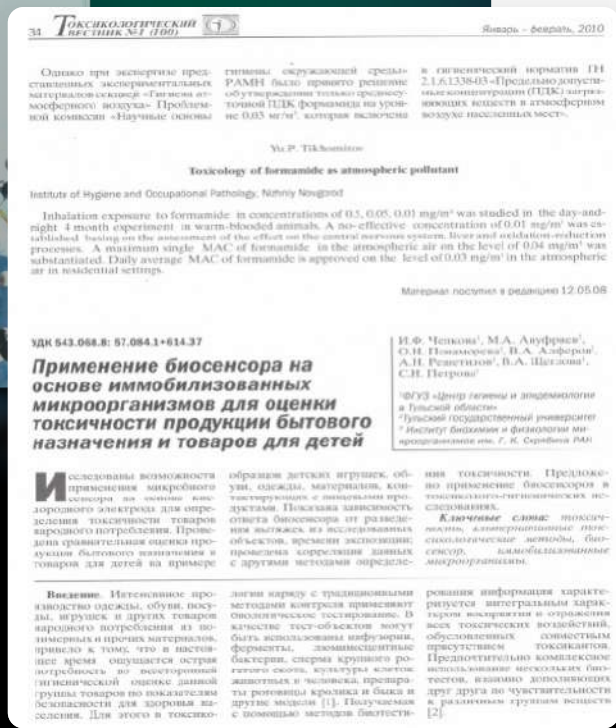 34 ТОКСИКОЛОГИЧЕСКИЙ
ВЕСТНИК №1 (100)
Январь - февраль, 2010
Однако при экспертизе пред-
ставленных экспериментальных
материалов секцией «Гигиена ат-
мосферного воздуха» Проблем-
ной комиссии «Научные основы
гигиены окружающей среды»
РАМН было принято решение
об утверждении только среднесу-
точной ПДК формамида на уров-
не 0,03 мг/м³, которая включена
в гигиенический норматив ГН
2.1.6.1338-03 «Предельно допусти-
мые концентрации (ПДК) загряз-
няющих веществ в атмосферном
воздухе населенных мест».
Yu.P. Tikhomirov
Toxicology of formamide as atmospheric pollutant
Institute of Hygiene and Occupational Pathology, Nizhniy Novgorod
Inhalation exposure to formamide in concentrations of 0.5, 0.05, 0.01 mg/m³ was studied in the day-and-
night 4 month experiment in warm-blooded animals. A no-effective concentration of 0.01 mg/m³ was es-
tablished basing on the assessment of the effect on the central nervous system, liver and oxidation-reduction
processes. A maximum single MAC of formamide in the atmospheric air on the level of 0.04 mg/m³ was
substantiated. Daily average MAC of formamide is approved on the level of 0.03 mg/m³ in the atmospheric
air in residential settings.
Материал поступил в редакцию 12.05.08
УДК 543.068.8: 57.084.1+614.37
Применение биосенсора на
основе иммобилизованных
микроорганизмов для оценки
токсичности продукции бытового
назначения и товаров для детей
И.Ф. Чепкова¹, М.А.
О.Н. Понаморева², В.А. Алферов²,
А.Н. Решетилов³, В.А. Щеглова¹,
С.Н. Петрова¹
¹ФГУЗ «Центр гигиены и эпидемиологии
в Тульской области»
²Тульский государственный университет
³ Институт биохимии и физиологии ми-
кроорганизмов им. Г. К. Скрябина РАН
Исследованы возможности
применения микробного
сенсора на основе кис-
лородного электрода для опре-
деления токсичности товаров
народного потребления. Прове-
дена сравнительная оценка про-
дукции бытового назначения и
товаров для детей на примере
образцов детских игрушек, об-
уви, одежды, материалов, кон-
тактирующих с пищевыми про-
дуктами. Показана зависимость
ответа биосенсора от разведе-
ния вытяжек из исследованных
объектов, времени экспозиции;
проведена корреляция данных
с другими методами определе-
ния токсичности. Предложе-
но применение биосенсоров в
токсиколого-гигиенических ис-
следованиях.
Ключевые слова: токсич-
ность, альтернативные ток-
сикологические методы, био-
сенсор, иммобилизованные
микроорганизмы.
Введение. Интенсивное про-
изводство одежды, обуви, посу-
ды, игрушек и других товаров
народного потребления из по-
лимерных и прочих материалов,
привело к тому, что в настоя-
щее время ощущается острая
потребность во всесторонней
гигиенической оценке данной
группы товаров по показателям
безопасности для здоровья на-
селения. Для этого в токсико-
логии наряду с традиционными
методами контроля применяют
биологическое тестирование. В
качестве тест-объектов могут
быть использованы инфузории,
ферменты, люминесцентные
бактерии, сперма крупного ро-
гатого скота, культуры клеток
животных и человека, препара-
ты роговицы кролика и быка и
другие модели [1]. Получаемая
с помощью методов биотести-
рования информация характе-
ризуется интегральным харак-
тером восприятия и отражения
всех токсических воздействий,
обусловленных совместным
присутствием токсикантов.
Предпочтительно комплексное
использование нескольких био-
тестов, взаимно дополняющих
друг друга по чувствительности
к различным группам веществ
[2].